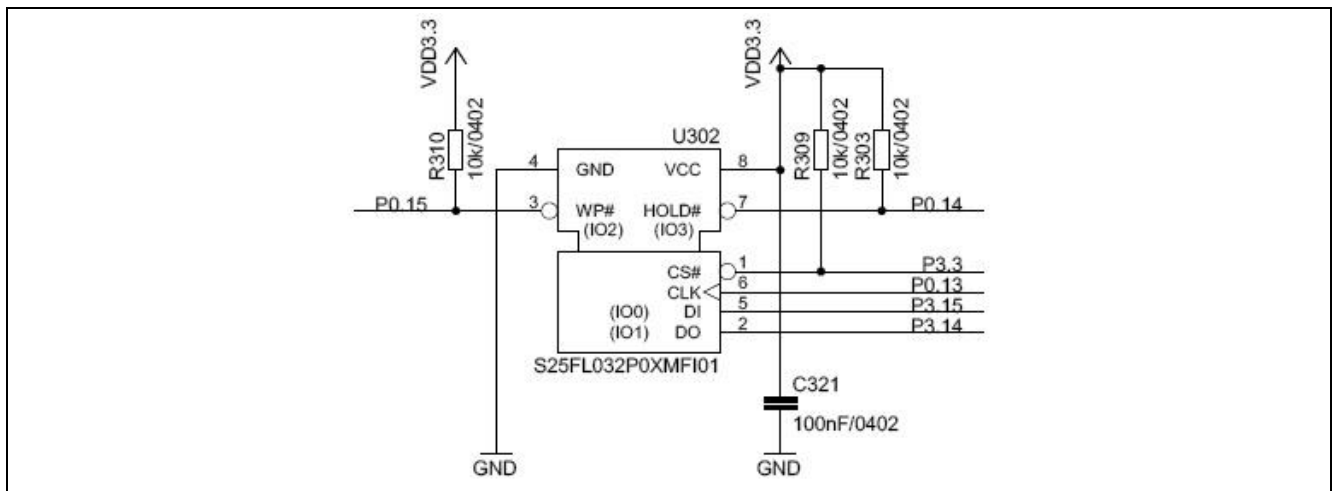 VDD3.3
VDD3.3
R310
10k/0402
R309
10k/0402
R303
10k/0402
U302
4
GND
VCC
8
P0.15
3
WP#
HOLD#
7
P0.14
(IO2)
(IO3)
CS#
1
P3.3
CLK
6
P0.13
(IO0)
DI
5
P3.15
(IO1)
DO
2
P3.14
S25FL032P0XMFI01
C321
100nF/0402
GND
GND